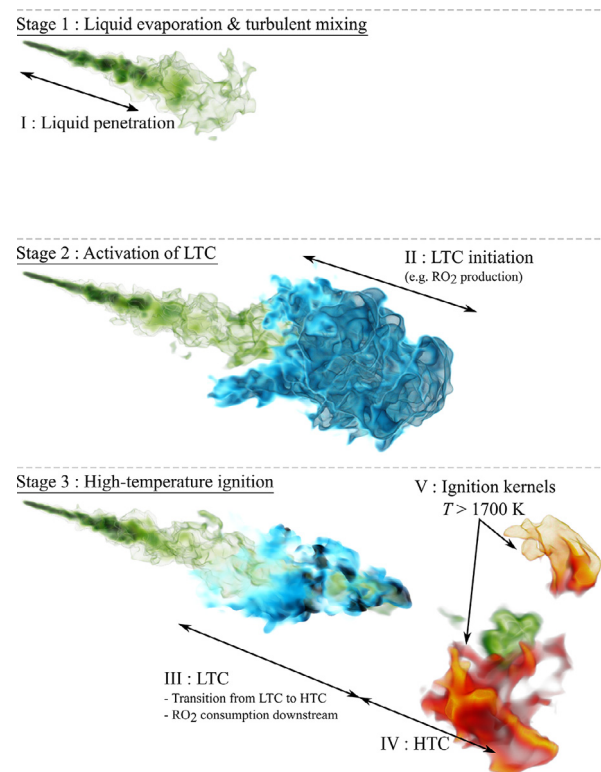 Stage 1 : Liquid evaporation & turbulent mixing
I : Liquid penetration
Stage 2 : Activation of LTC
II : LTC initiation
(e.g. RO2 production)
Stage 3 : High-temperature ignition
V : Ignition kernels
T > 1700 K
III : LTC
- Transition from LTC to HTC
- RO2 consumption downstream
IV : HTC